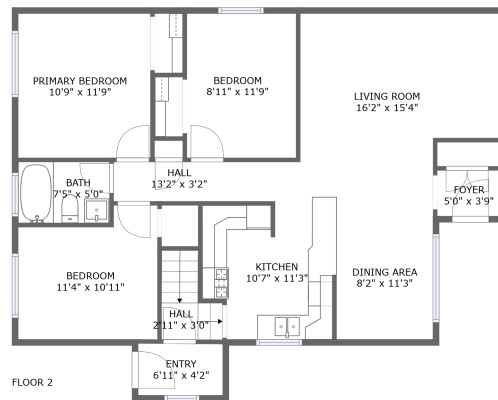 PRIMARY BEDROOM
10'9" x 11'9"
BEDROOM
8'11" x 11'9"
LIVING ROOM
16'2" x 15'4"
HALL
13'2" x 3'2"
BATH
7'5" x 5'0"
FOYER
5'0" x 3'9"
BEDROOM
11'4" x 10'11"
KITCHEN
10'7" x 11'3"
DINING AREA
8'2" x 11'3"
HALL
2'11" x 3'0"
ENTRY
6'11" x 4'2"
FLOOR 2